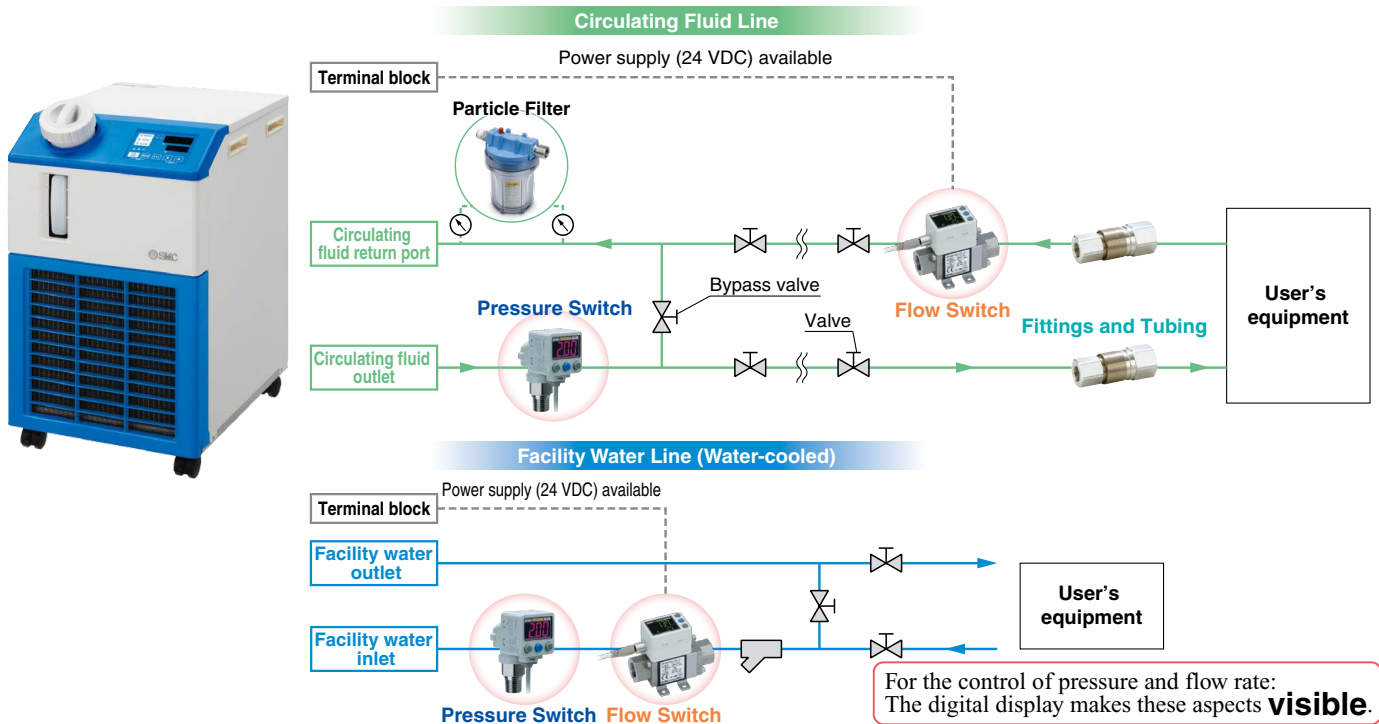 Circulating Fluid Line
Power supply (24 VDC) available
Terminal block
Particle Filter
Circulating
fluid return port
Bypass valve
Pressure Switch
Valve
Flow Switch
Fittings and Tubing
User's
equipment
Circulating fluid
outlet
SMC
200
Facility Water Line (Water-cooled)
Power supply (24 VDC) available
Terminal block
Facility water
outlet
User's
equipment
Facility water
inlet
200
Pressure Switch
Flow Switch
For the control of pressure and flow rate:
The digital display makes these aspects visible.